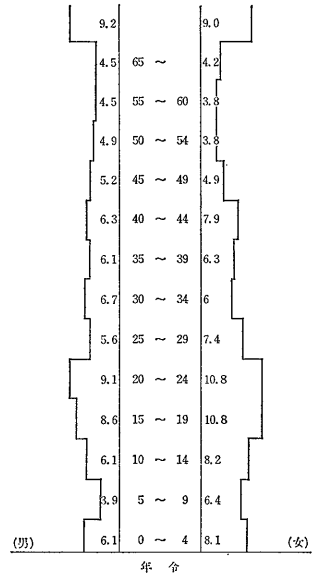 9.2 9.0
4.5 65 ～ 4.2
4.5 55 ～ 60 3.8
4.9 50 ～ 54 3.8
5.2 45 ～ 49 4.9
6.3 40 ～ 44 7.9
6.1 35 ～ 39 6.3
6.7 30 ～ 34 6
5.6 25 ～ 29 7.4
9.1 20 ～ 24 10.8
8.6 15 ～ 19 10.8
6.1 10 ～ 14 8.2
3.9 5 ～ 9 6.4
(男) 6.1 0 ～ 4 8.1 (女)
年令